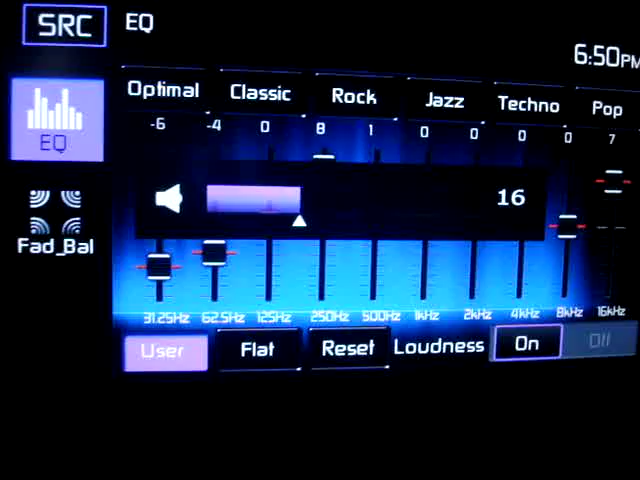 SRC EQ
6:50PM
Optimal Classic Rock Jazz Techno Pop
-6 -4 0 8 1 0 0 0 0 7
EQ
16
Fad_Bal
31.25Hz 62.5Hz 125Hz 250Hz 500Hz 1kHz 2kHz 4kHz 8kHz 16kHz
User Flat Reset Loudness On Off